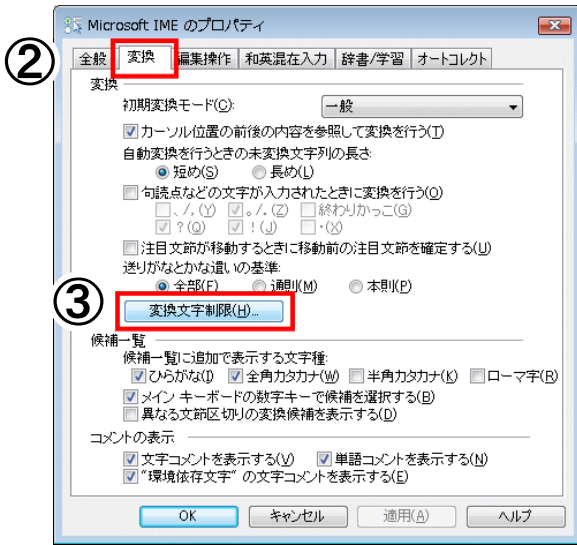 Microsoft IME のプロパティ
②
全般 変換 編集操作 和英混在入力 辞書/学習 オートコレクト
変換
初期変換モード(C): 一般
カーソル位置の前後の内容を参照して変換を行う(T)
自動変換を行うときの未変換文字列の長さ:
短め(S) 長め(L)
句読点などの文字が入力されたときに変換を行う(O)
、/,(Y) 。/.(Z) 終わりかっこ(G)
?(Q) !(J) ・(X)
注目文節が移動するときに移動前の注目文節を確定する(U)
送りがなとかな遣いの基準:
全部(F) 通則(M) 本則(P)
③
変換文字制限(H)...
候補一覧
候補一覧に追加で表示する文字種:
ひらがな(I) 全角カタカナ(W) 半角カタカナ(K) ローマ字(R)
メイン キーボードの数字キーで候補を選択する(B)
異なる文節区切りの変換候補を表示する(D)
コメントの表示
文字コメントを表示する(V) 単語コメントを表示する(N)
"環境依存文字" の文字コメントを表示する(E)
OK キャンセル 適用(A) ヘルプ